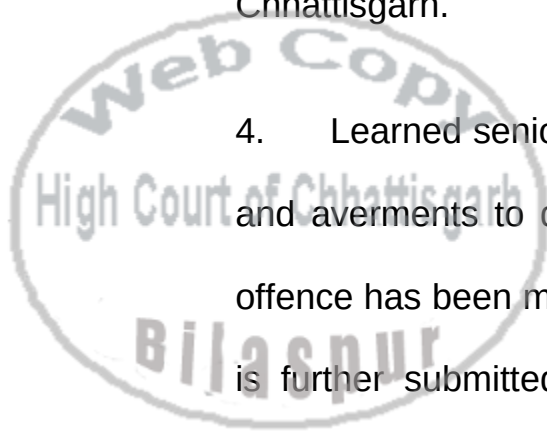 Chhattisgarh.
Web Copy
4. Learned senio
High Court of Chhattisgarh
and averments to
offence has been m
Bilaspur
is further submitted